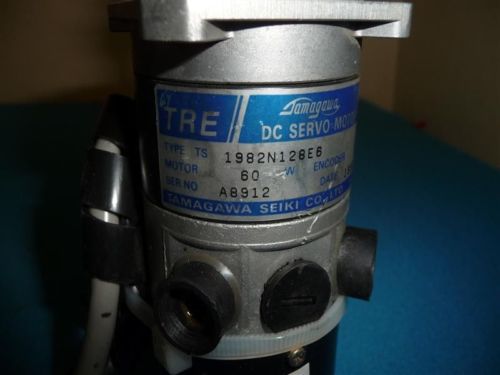 TRE Tamagawa
DC SERVO MOTOR
TYPE TS 1982N128E6
MOTOR 60 W ENCODER
SER NO A8912 DATE
TAMAGAWA SEIKI CO., LTD